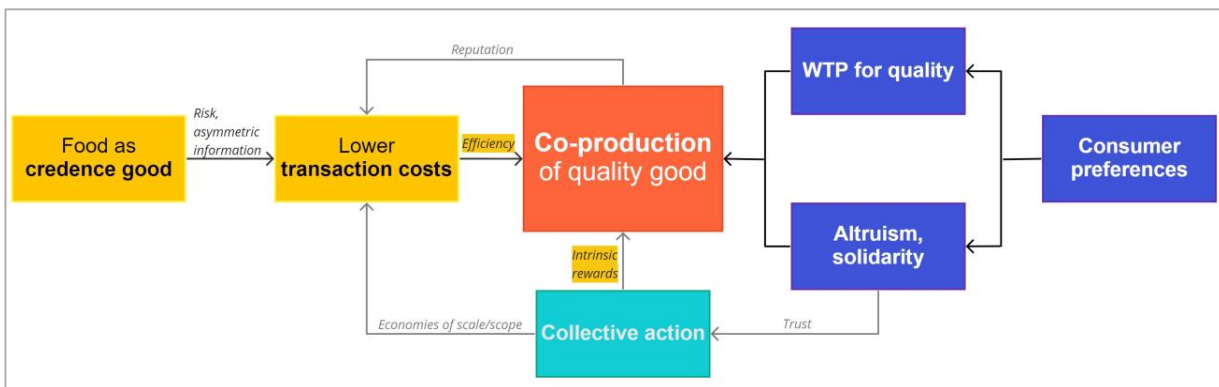 Reputation
WTP for quality
Risk,
asymmetric
information
Food as
credence good
Lower
transaction costs
Efficiency
Co-production
of quality good
Consumer
preferences
Altruism,
solidarity
Intrinsic
rewards
Economies of scale/scope
Collective action
Trust